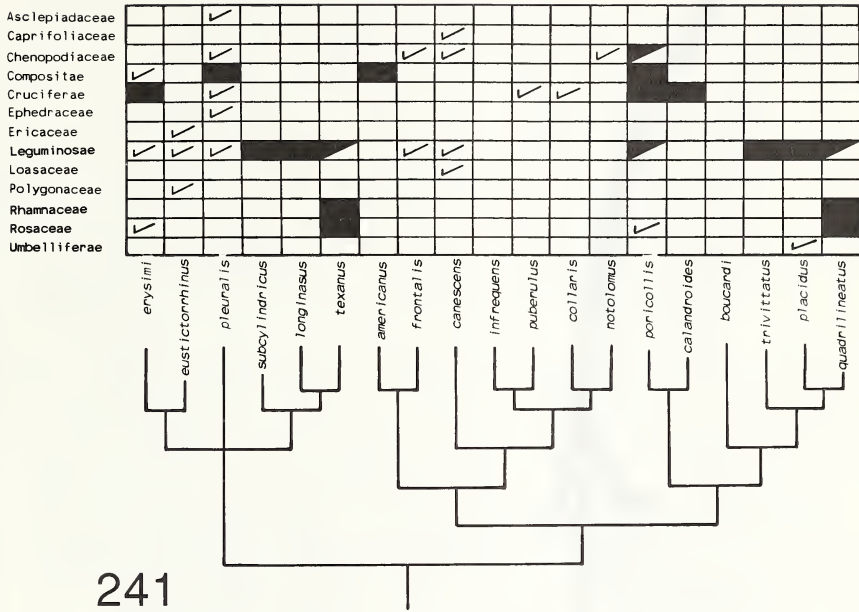 Asclepiadaceae
Caprifoliaceae
Chenopodiaceae
Compositae
Cruciferae
Ephedraceae
Ericaceae
Leguminosae
Loasaceae
Polygonaceae
Rhamnaceae
Rosaceae
Umbelliferae
erysimi
eustictorrhinus
pleuralis
subcylindricus
longinasus
texanus
americanus
frontalis
canescens
infrequens
puberulus
collaris
notolomus
poricollis
calandroides
boucardi
trivittatus
placidus
quadrilineatus
241